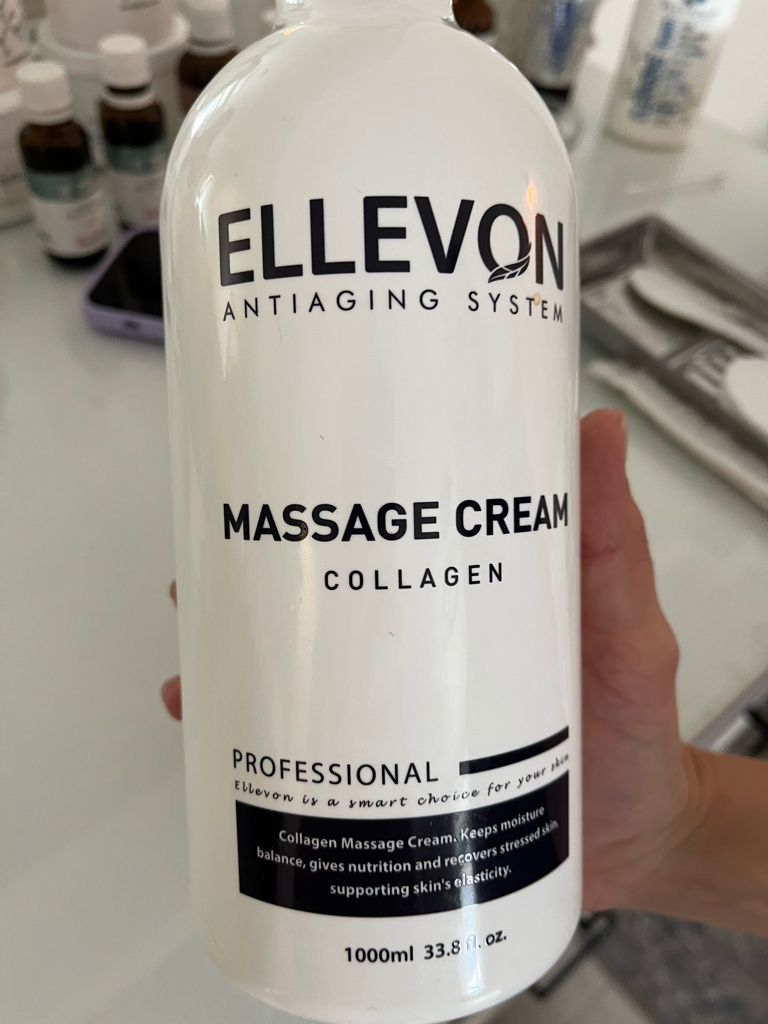 ELLEVON
ANTIAGING SYSTEM
MASSAGE CREAM
COLLAGEN
PROFESSIONAL
Ellevon is a smart choice for your skin
Collagen Massage Cream. Keeps moisture
balance, gives nutrition and recovers stressed skin,
supporting skin's elasticity.
1000ml 33.8 fl. oz.